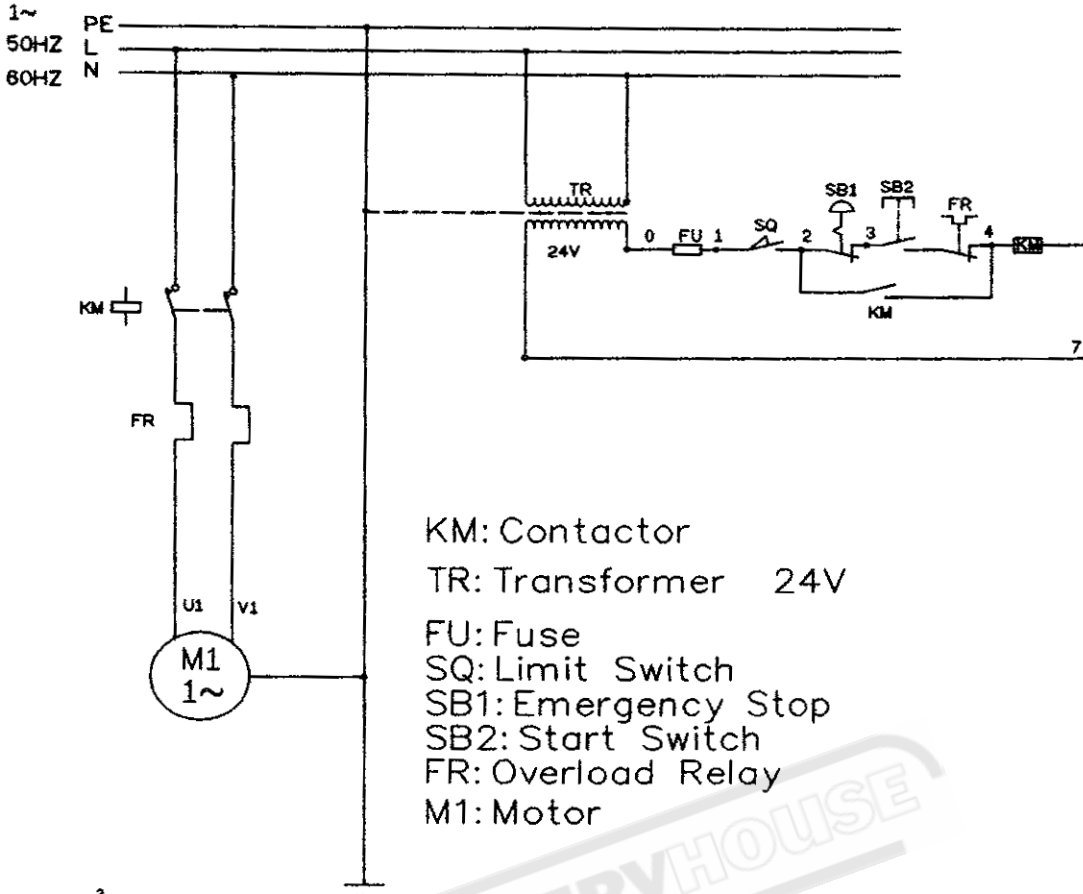 1~
PE
50HZ L
60HZ N
TR
24V
0 FU 1 SQ 2 SB1 3 SB2 FR 4 KM
KM
7
KM
FR
U1 V1
M1
1~
KM: Contactor
TR: Transformer 24V
FU: Fuse
SQ: Limit Switch
SB1: Emergency Stop
SB2: Start Switch
FR: Overload Relay
M1: Motor